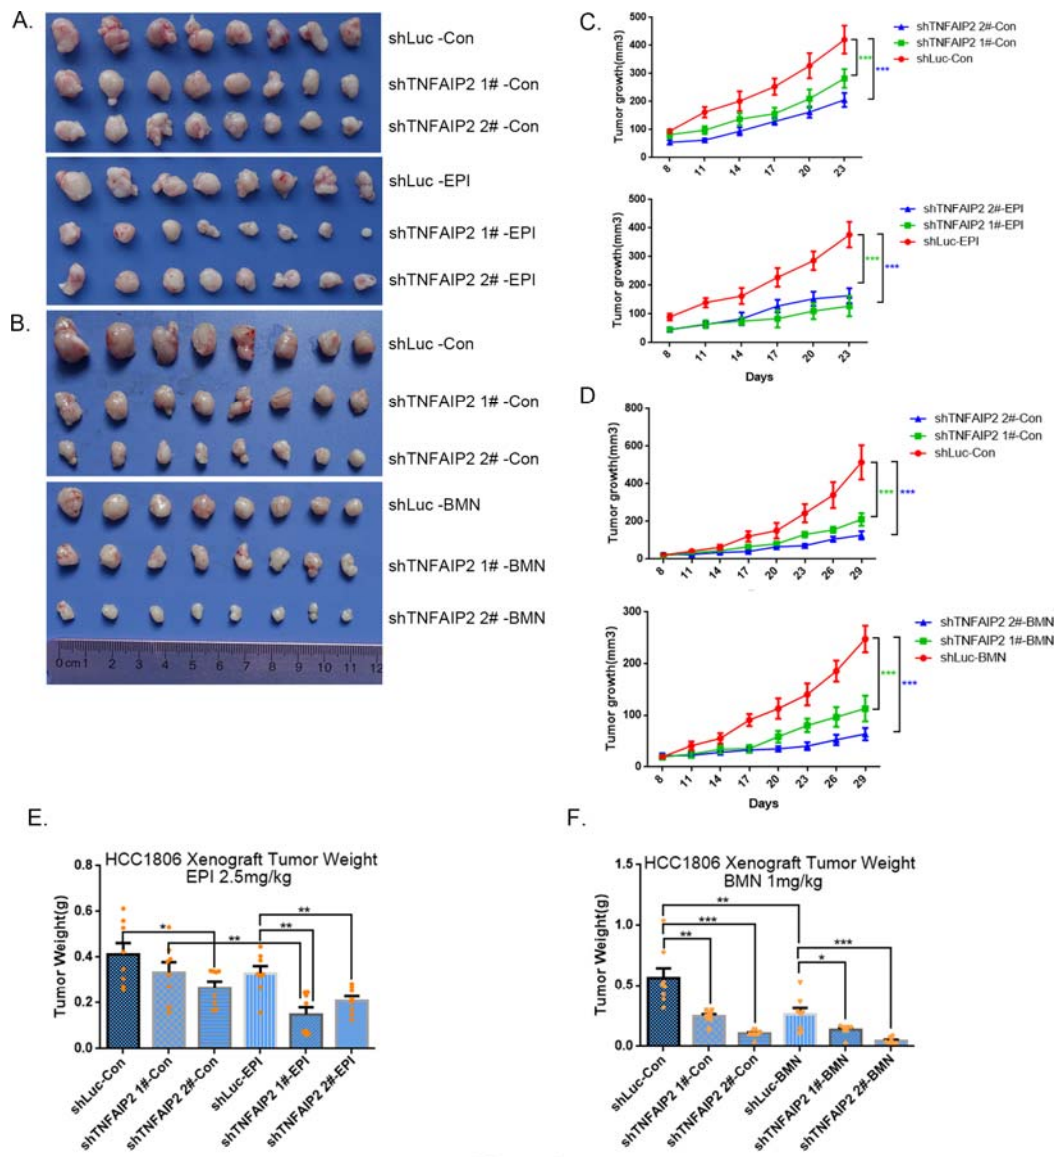 A.
shLuc -Con
shTNFAIP2 1# -Con
shTNFAIP2 2# -Con
shLuc -EPI
shTNFAIP2 1# -EPI
shTNFAIP2 2# -EPI
B.
shLuc -Con
shTNFAIP2 1# -Con
shTNFAIP2 2# -Con
shLuc -BMN
shTNFAIP2 1# -BMN
shTNFAIP2 2# -BMN
0 cm 1 2 3 4 5 6 7 8 9 10 11 12
C.
Tumor growth(mm3)
500
400
300
200
100
0
8 11 14 17 20 23
shTNFAIP2 2#-Con
shTNFAIP2 1#-Con
shLuc-Con
*** ***
Tumor growth(mm3)
500
400
300
200
100
0
8 11 14 17 20 23
Days
shTNFAIP2 2#-EPI
shTNFAIP2 1#-EPI
shLuc-EPI
*** ***
D.
Tumor growth(mm3)
800
600
400
200
0
8 11 14 17 20 23 26 29
shTNFAIP2 2#-Con
shTNFAIP2 1#-Con
shLuc-Con
*** ***
Tumor growth(mm3)
300
200
100
0
8 11 14 17 20 23 26 29
Days
shTNFAIP2 2#-BMN
shTNFAIP2 1#-BMN
shLuc-BMN
*** ***
E.
HCC1806 Xenograft Tumor Weight
EPI 2.5mg/kg
Tumor Weight(g)
0.8
0.6
0.4
0.2
0.0
*
**
**
**
shLuc-Con
shTNFAIP2 1#-Con
shTNFAIP2 2#-Con
shLuc-EPI
shTNFAIP2 1#-EPI
shTNFAIP2 2#-EPI
F.
HCC1806 Xenograft Tumor Weight
BMN 1mg/kg
Tumor Weight(g)
1.5
1.0
0.5
0.0
**
***
**
***
*
shLuc-Con
shTNFAIP2 1#-Con
shTNFAIP2 2#-Con
shLuc-BMN
shTNFAIP2 1#-BMN
shTNFAIP2 2#-BMN